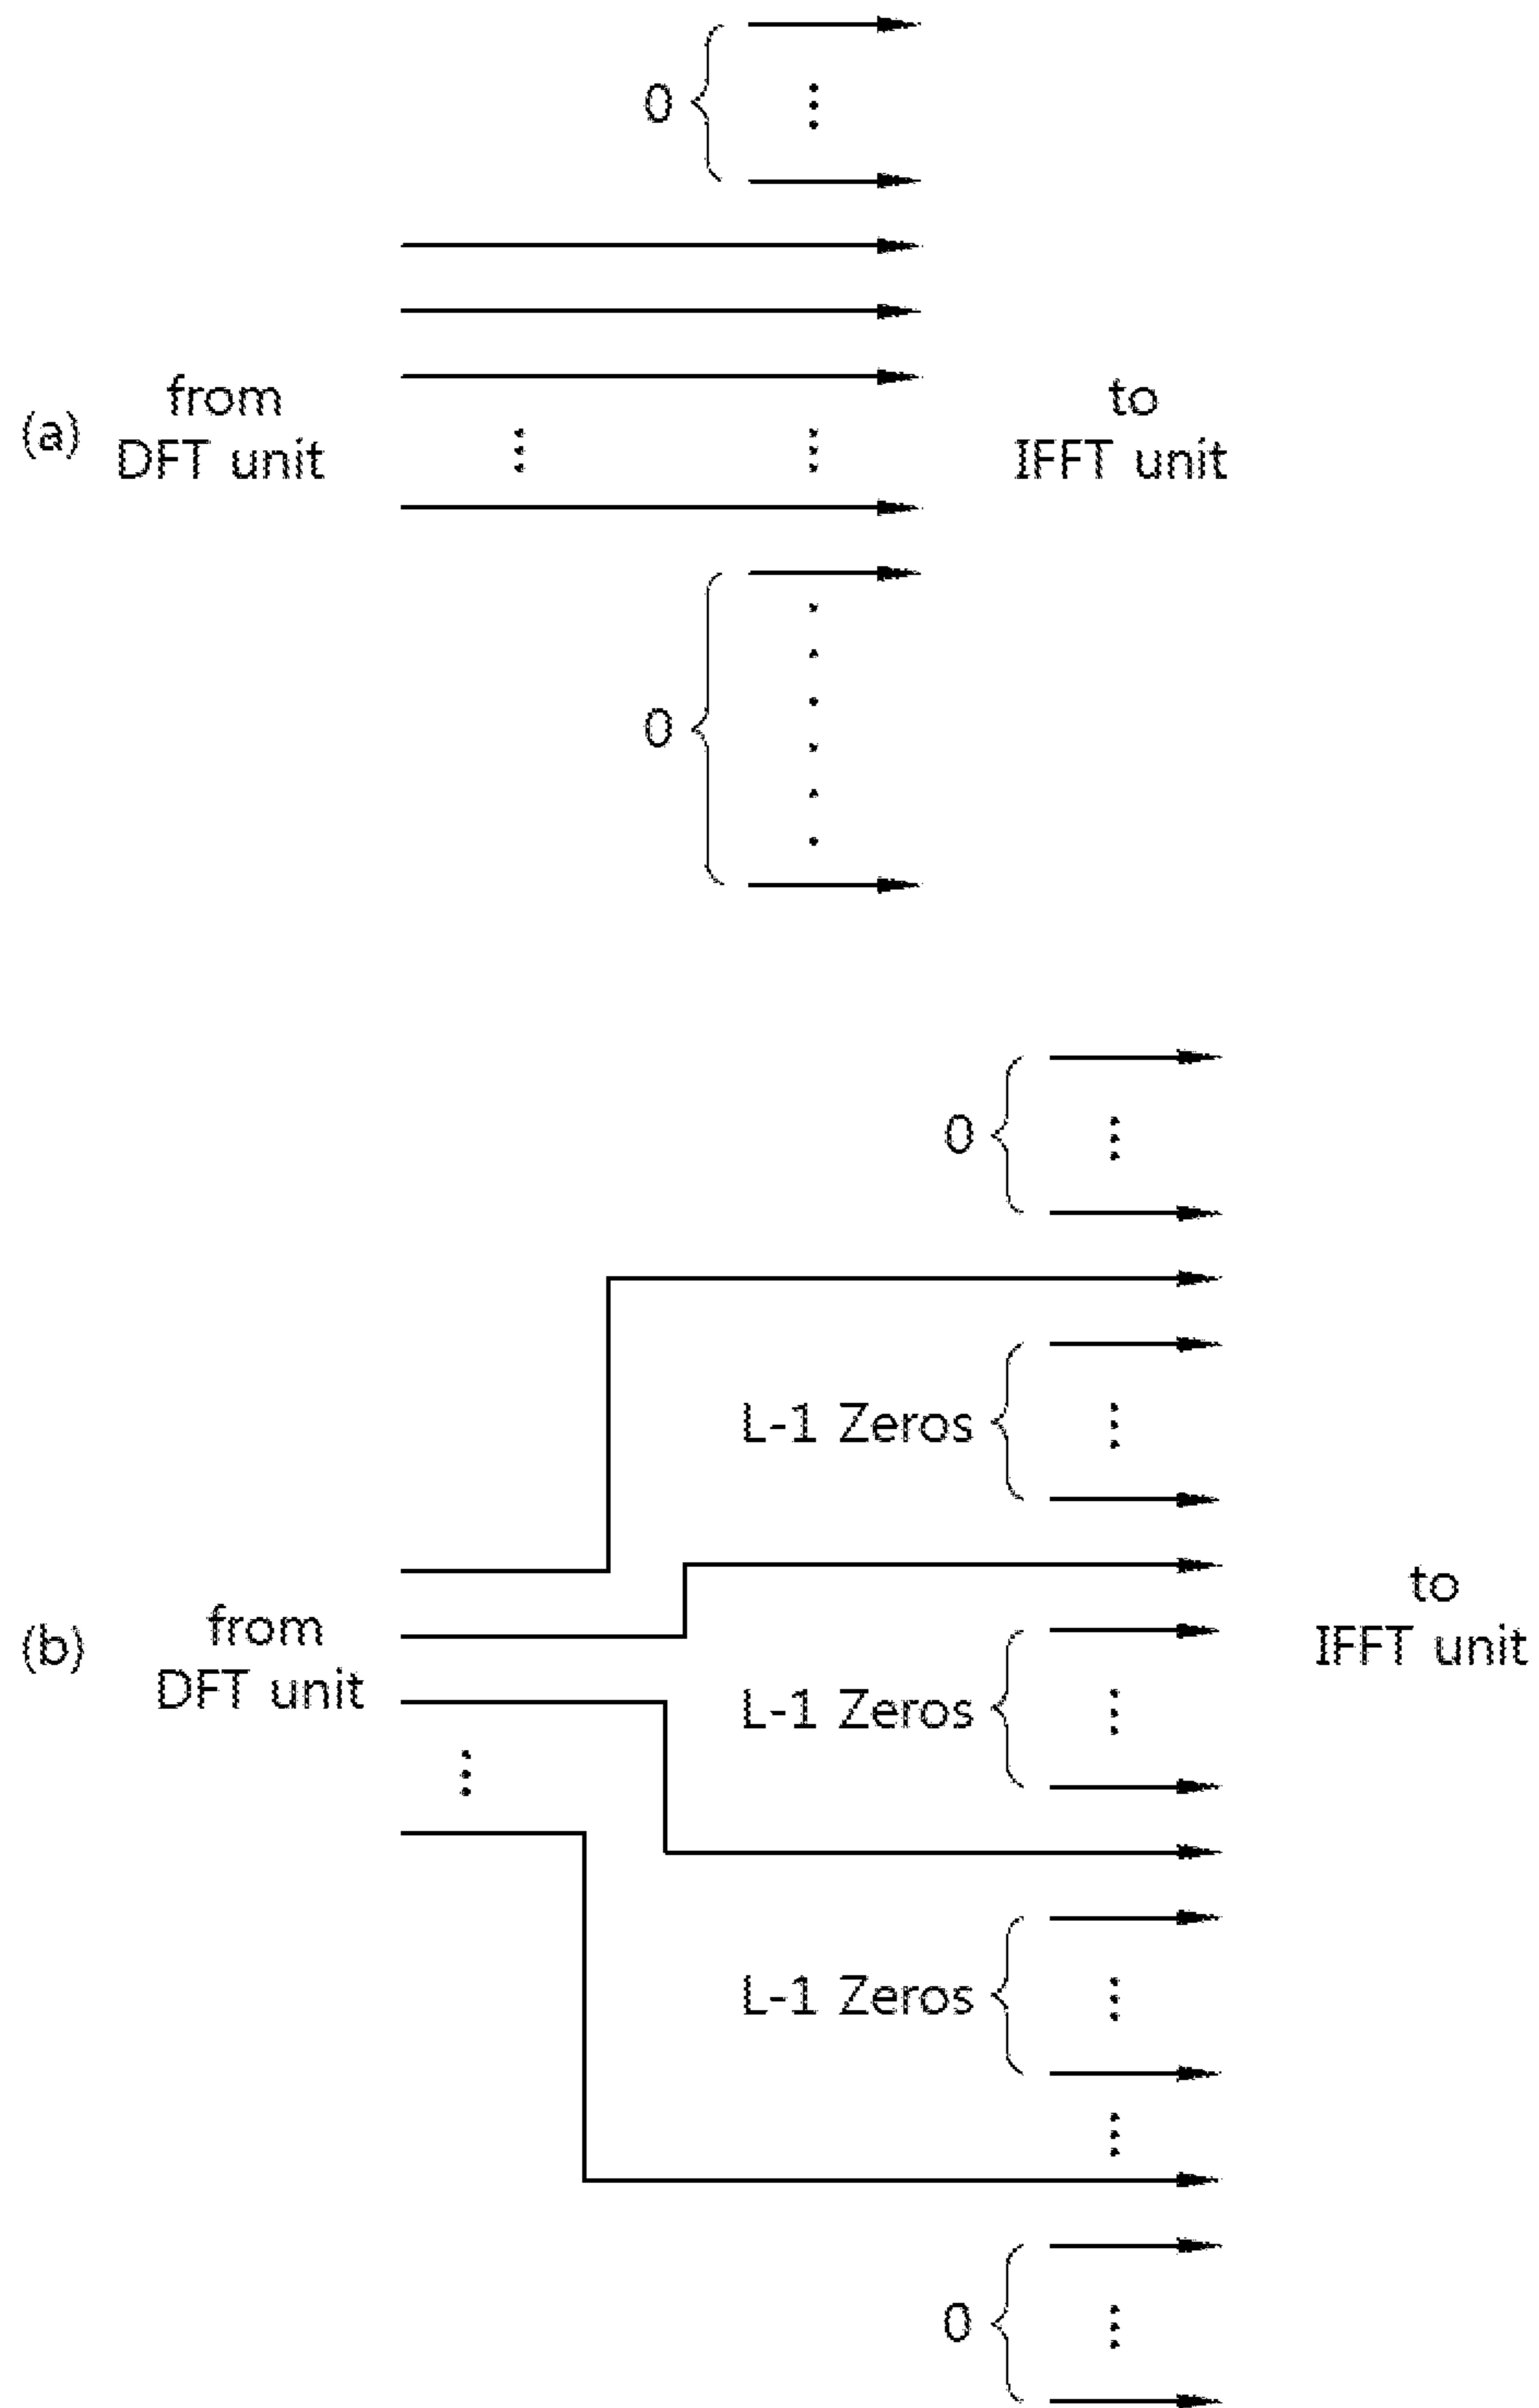 0
(a)
from
DFT unit
to
IFFT unit
0
0
L-1 Zeros
(b)
from
DFT unit
L-1 Zeros
to
IFFT unit
L-1 Zeros
0